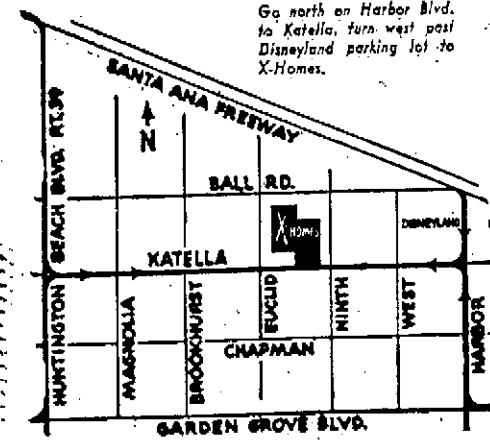 Go north on Harbor Blvd.
to Katella, turn west past
Disneyland parking lot to
X-Homes.
SANTA ANA FREEWAY
N
BEACH BLVD. RT.39
BALL RD.
X HOMES
DISNEYLAND
KATELLA
HUNTINGTON
MAGNOLIA
BROOKHURST
EUCLID
NINTH
WEST
HARBOR
CHAPMAN
GARDEN GROVE BLVD.